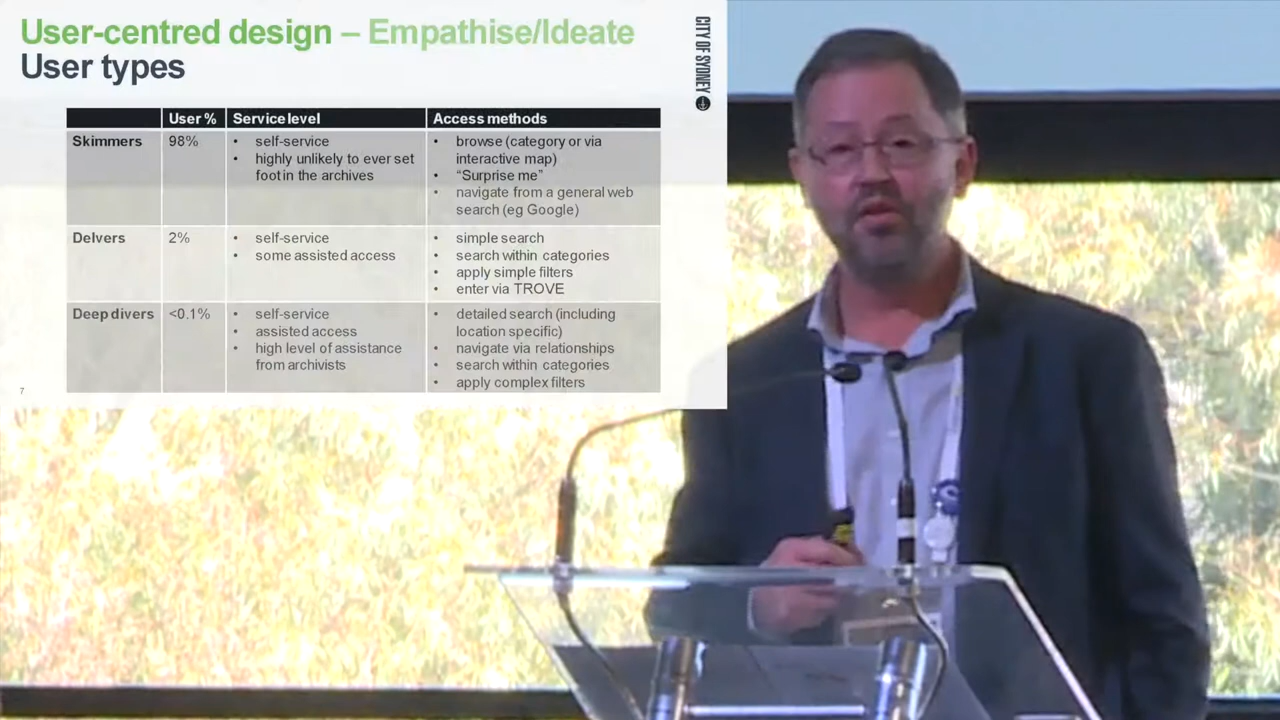 User-centred design – Empathise/Ideate
User types
CITY OF SYDNEY
User % Service level Access methods
Skimmers 98% • self-service • browse (category or via
• highly unlikely to ever set interactive map)
foot in the archives • “Surprise me”
• navigate from a general web
search (eg Google)
Delvers 2% • self-service • simple search
• some assisted access • search within categories
• apply simple filters
• enter via TROVE
Deep divers <0.1% • self-service • detailed search (including
• assisted access location specific)
• high level of assistance • navigate via relationships
from archivists • search within categories
• apply complex filters
7